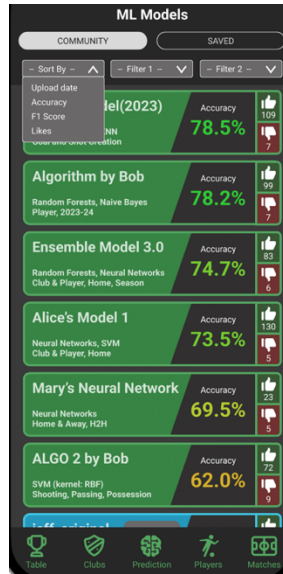 ML Models
COMMUNITY
SAVED
-- Sort By --
-- Filter 1 --
-- Filter 2 --
Upload date
Accuracy
F1 Score
Likes
del(2023)
NN
Goal and Shot Creation
Accuracy
78.5%
109
7
Algorithm by Bob
Random Forests, Naive Bayes
Player, 2023-24
Accuracy
78.2%
99
7
Ensemble Model 3.0
Random Forests, Neural Networks
Club & Player, Home, Season
Accuracy
74.7%
83
6
Alice's Model 1
Neural Networks, SVM
Club & Player, Home
Accuracy
73.5%
130
5
Mary's Neural Network
Neural Networks
Home & Away, H2H
Accuracy
69.5%
23
5
ALGO 2 by Bob
SVM (kernel: RBF)
Shooting, Passing, Possession
Accuracy
62.0%
72
9
Table
Clubs
Prediction
Players
Matches